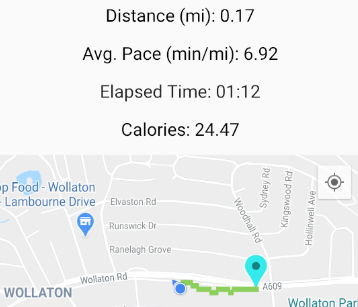 Distance (mi): 0.17
Avg. Pace (min/mi): 6.92
Elapsed Time: 01:12
Calories: 24.47
op Food - Wollaton
- Lambourne Drive
Elvaston Rd
Runswick Dr
Ranelagh Grove
Woodhall Rd
Sydney Rd
Kingswood Rd
Hollinwell Ave
Wollaton Rd
A609
WOLLATON
Wollaton Par